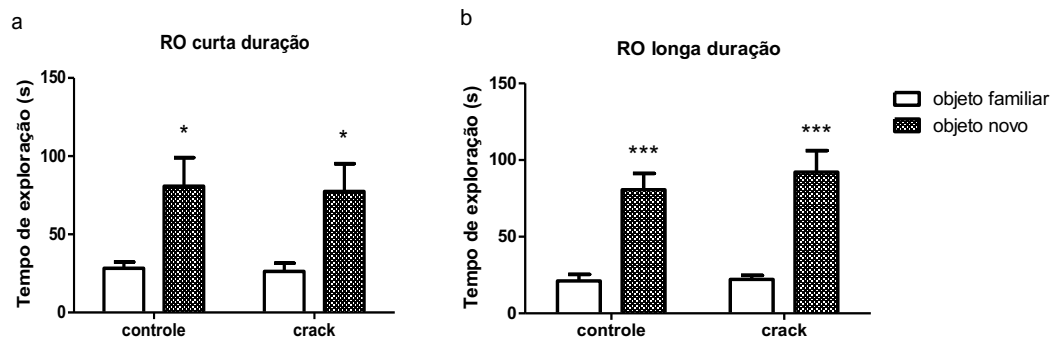 a
RO curta duração
Tempo de exploração (s)
150
100
50
0
*
*
controle
crack
b
RO longa duração
Tempo de exploração (s)
150
100
50
0
***
***
controle
crack
objeto familiar
objeto novo